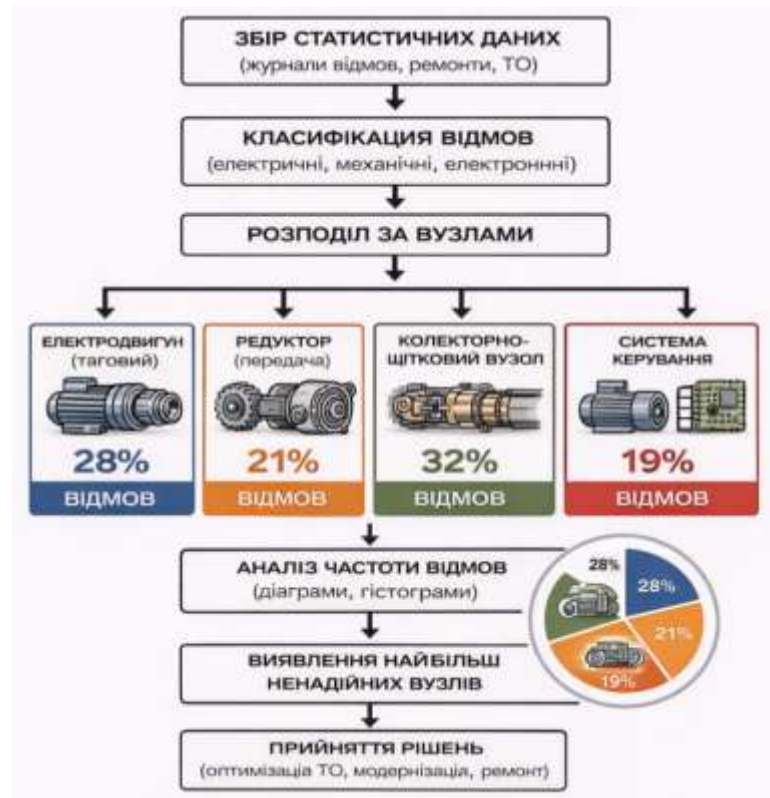 ЗБІР СТАТИСТИЧНИХ ДАНИХ
(журнали відмов, ремонти, ТО)
КЛАСИФІКАЦИЯ ВІДМОВ
(електричні, механічні, електроннні)
РОЗПОДІЛ ЗА ВУЗЛАМИ
ЕЛЕКТРОДВИГУН
(таговий)
28%
ВІДМОВ
РЕДУКТОР
(передача)
21%
ВІДМОВ
КОЛЕКТОРНО-
ЩІТКОВИЙ ВУЗОЛ
32%
ВІДМОВ
СИСТЕМА
КЕРУВАННЯ
19%
ВІДМОВ
АНАЛІЗ ЧАСТОТИ ВІДМОВ
(діаграми, гістограми)
28%
28%
21%
19%
ВИЯВЛЕННЯ НАЙБІЛЬШ
НЕНАДІЙНИХ ВУЗЛІВ
ПРИЙНЯТТЯ РІШЕНЬ
(оптимізаціа ТО, модернізація, ремонт)